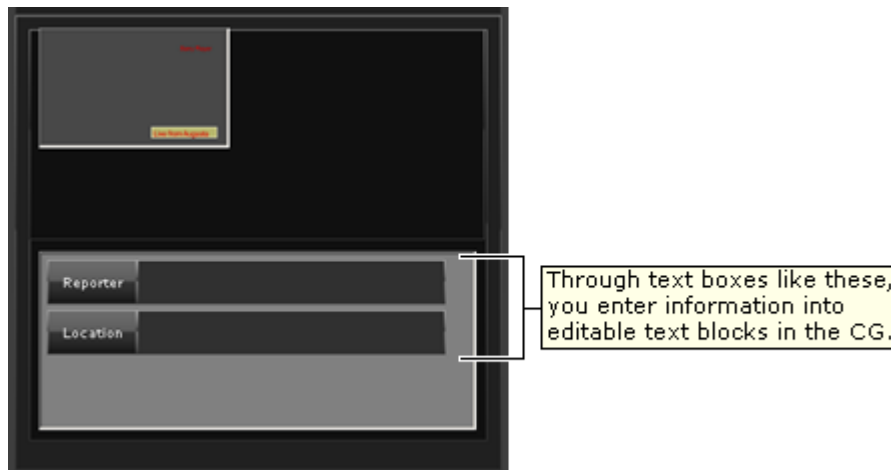 Reporter
Location
Through text boxes like these,
you enter information into
editable text blocks in the CG.